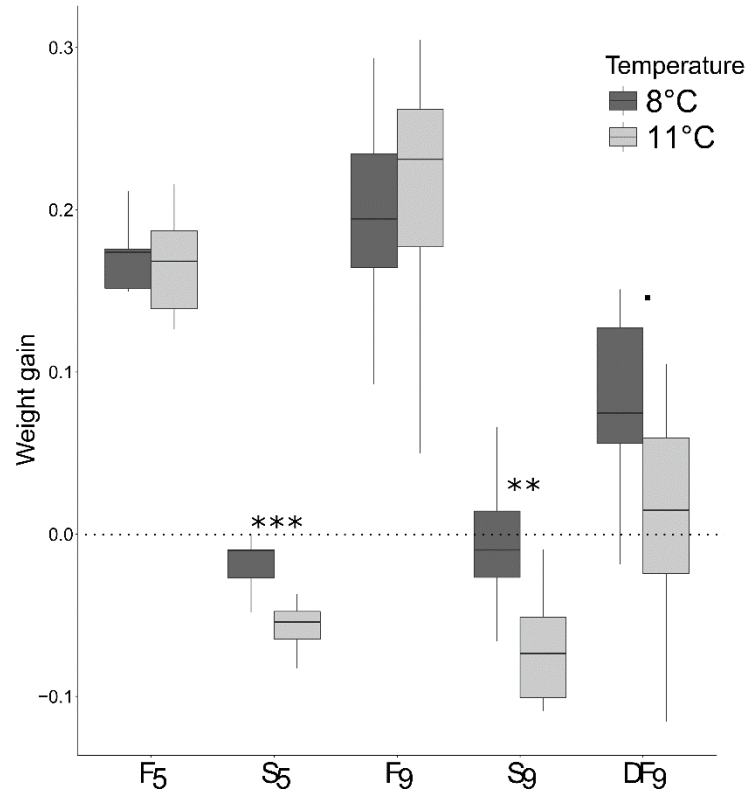 Temperature
8°C
11°C
Weight gain
0.3
0.2
0.1
0.0
−0.1
***
**
.
F5 S5 F9 S9 DF9